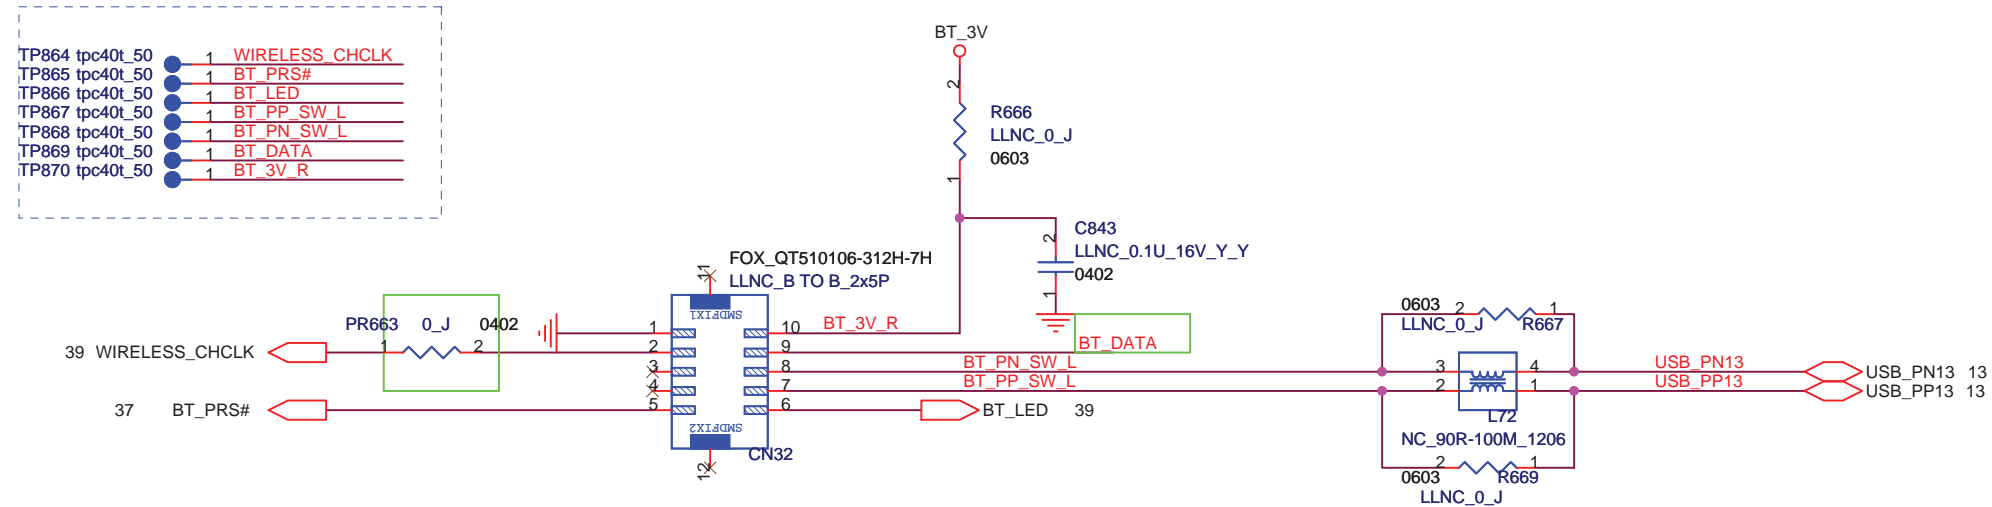 TP864 tpc40t_50 1 WIRELESS_CHCLK
TP865 tpc40t_50 1 BT_PRS#
TP866 tpc40t_50 1 BT_LED
TP867 tpc40t_50 1 BT_PP_SW_L
TP868 tpc40t_50 1 BT_PN_SW_L
TP869 tpc40t_50 1 BT_DATA
TP870 tpc40t_50 1 BT_3V_R
BT_3V
2
R666
LLNC_0_J
0603
1
C843
2
LLNC_0.1U_16V_Y_Y
0402
1
FOX_QT510106-312H-7H
LLNC_B TO B_2x5P
11
SMDFIX1
PR663 0_J 0402
39 WIRELESS_CHCLK 1 2
37 BT_PRS#
1 10 BT_3V_R
2 9 BT_DATA
3 8 BT_PN_SW_L
4 7 BT_PP_SW_L
5 6 BT_LED 39
SMDFIX2
CN32
12
0603 2 1
LLNC_0_J R667
3 4 USB_PN13 USB_PN13 13
2 1 USB_PP13 USB_PP13 13
L72
NC_90R-100M_1206
2 1
0603 R669
LLNC_0_J